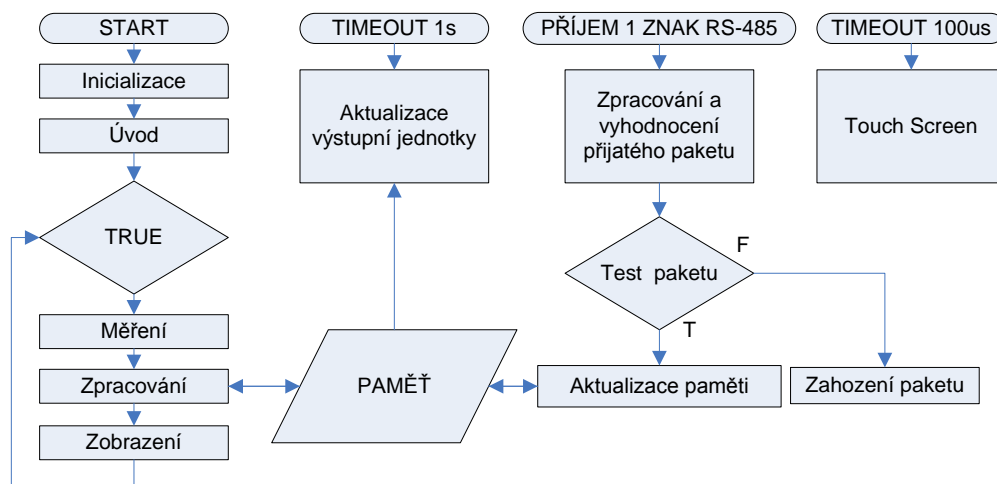 START
Inicializace
Úvod
TRUE
Měření
Zpracování
Zobrazení
TIMEOUT 1s
Aktualizace
výstupní jednotky
PAMĚŤ
PŘÍJEM 1 ZNAK RS-485
Zpracování a
vyhodnocení
přijatého paketu
Test paketu
F
T
Aktualizace paměti
Zahození paketu
TIMEOUT 100us
Touch Screen